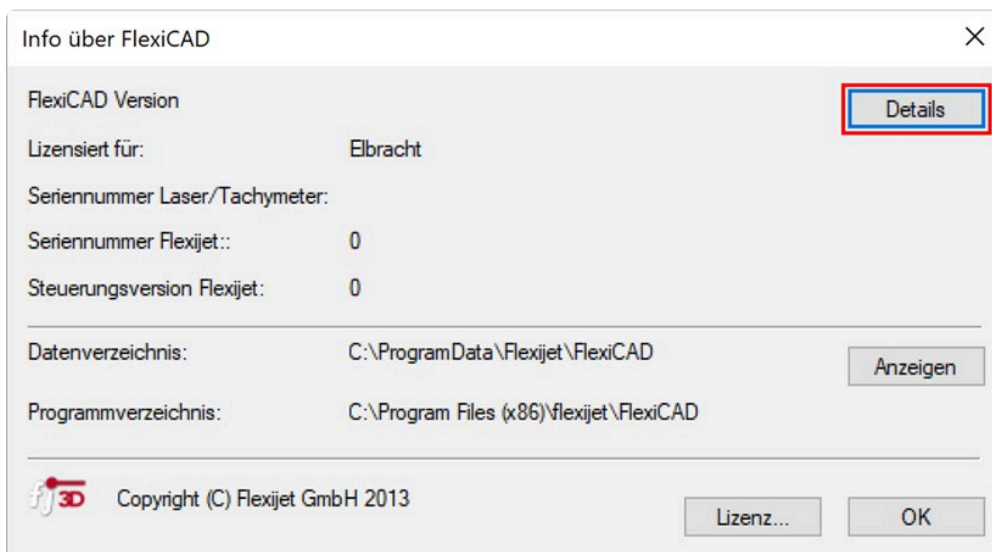 Info über FlexiCAD
FlexiCAD Version
Details
Lizensiert für: Elbracht
Seriennummer Laser/Tachymeter:
Seriennummer Flexijet:: 0
Steuerungsversion Flexijet: 0
Datenverzeichnis: C:\ProgramData\Flexijet\FlexiCAD
Anzeigen
Programmverzeichnis: C:\Program Files (x86)\flexijet\FlexiCAD
fj3D Copyright (C) Flexijet GmbH 2013
Lizenz... OK